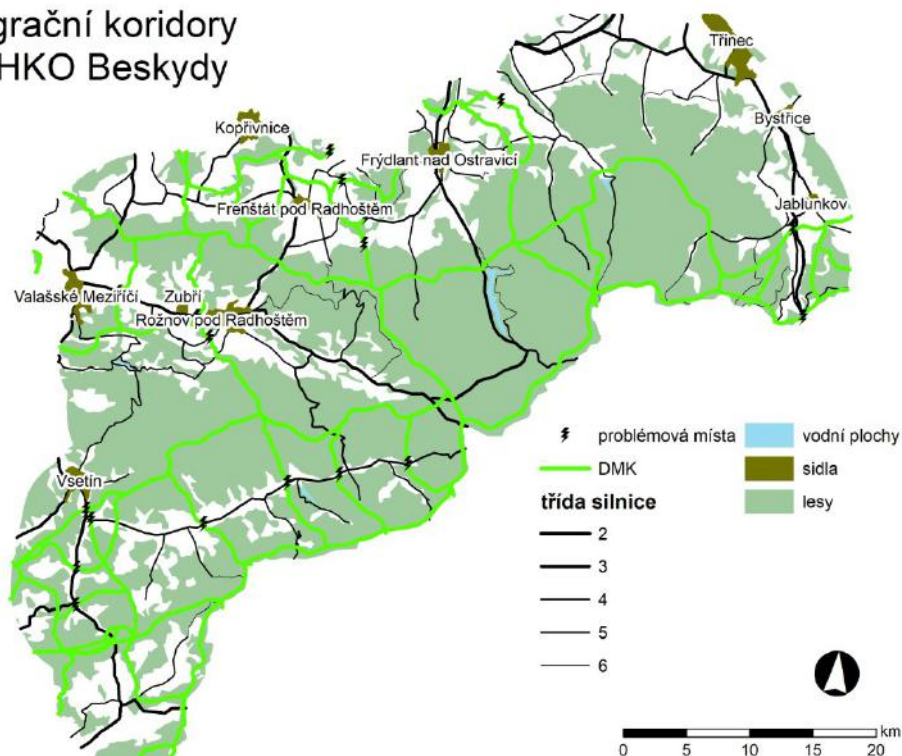 grační koridory
HKO Beskydy
Třinec
Bystřice
Kopřivnice
Frýdlant nad Ostravicí
Frenštát pod Radhoštěm
Jablunkov
Valašské Meziříčí
Zubří
Rožnov pod Radhoštěm
Vsetín
problémová místa
DMK
třída silnice
2
3
4
5
6
vodní plochy
sidla
lesy
km
0 5 10 15 20